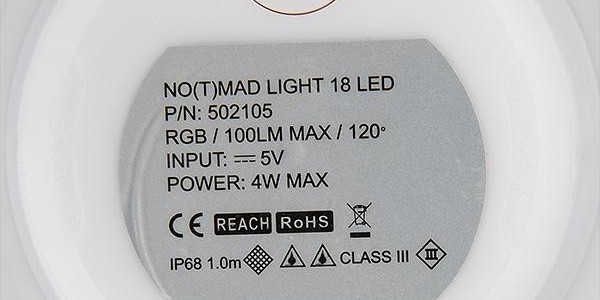 NO(T)MAD LIGHT 18 LED
P/N: 502105
RGB / 100LM MAX / 120°
INPUT: ⎓ 5V
POWER: 4W MAX
CE REACH RoHS
IP68 1.0m CLASS III III